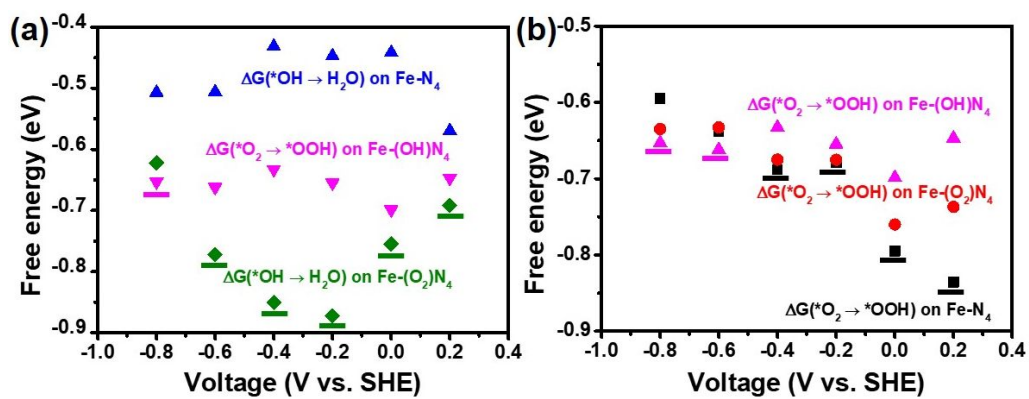 (a)
-0.4
-0.5
-0.6
-0.7
-0.8
-0.9
Free energy (eV)
ΔG(*OH → H₂O) on Fe-N₄
ΔG(*O₂ → *OOH) on Fe-(OH)N₄
ΔG(*OH → H₂O) on Fe-(O₂)N₄
-1.0 -0.8 -0.6 -0.4 -0.2 0.0 0.2 0.4
Voltage (V vs. SHE)
(b)
-0.5
-0.6
-0.7
-0.8
-0.9
Free energy (eV)
ΔG(*O₂ → *OOH) on Fe-(OH)N₄
ΔG(*O₂ → *OOH) on Fe-(O₂)N₄
ΔG(*O₂ → *OOH) on Fe-N₄
-1.0 -0.8 -0.6 -0.4 -0.2 0.0 0.2 0.4
Voltage (V vs. SHE)